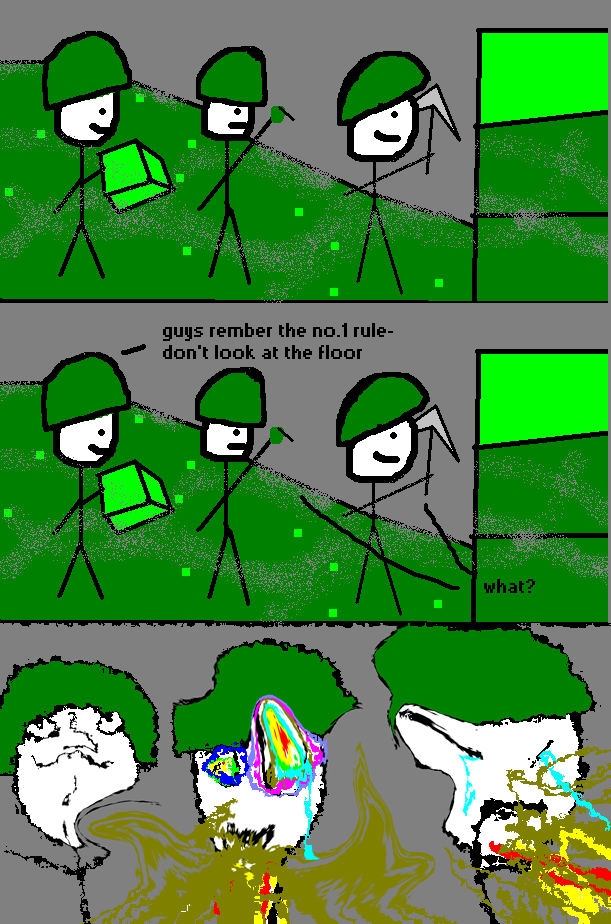 guys rember the no.1 rule-
don't look at the floor
what?